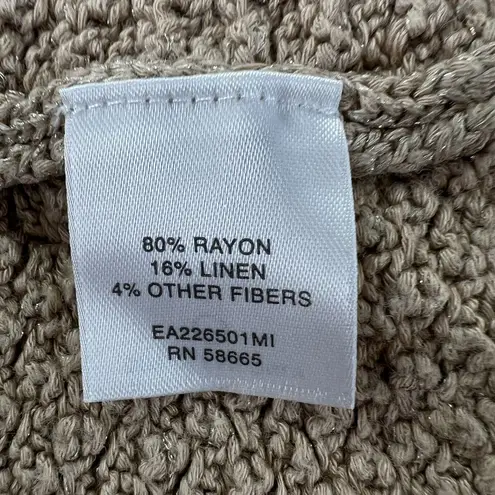 80% RAYON
16% LINEN
4% OTHER FIBERS
EA226501MI
RN 58665